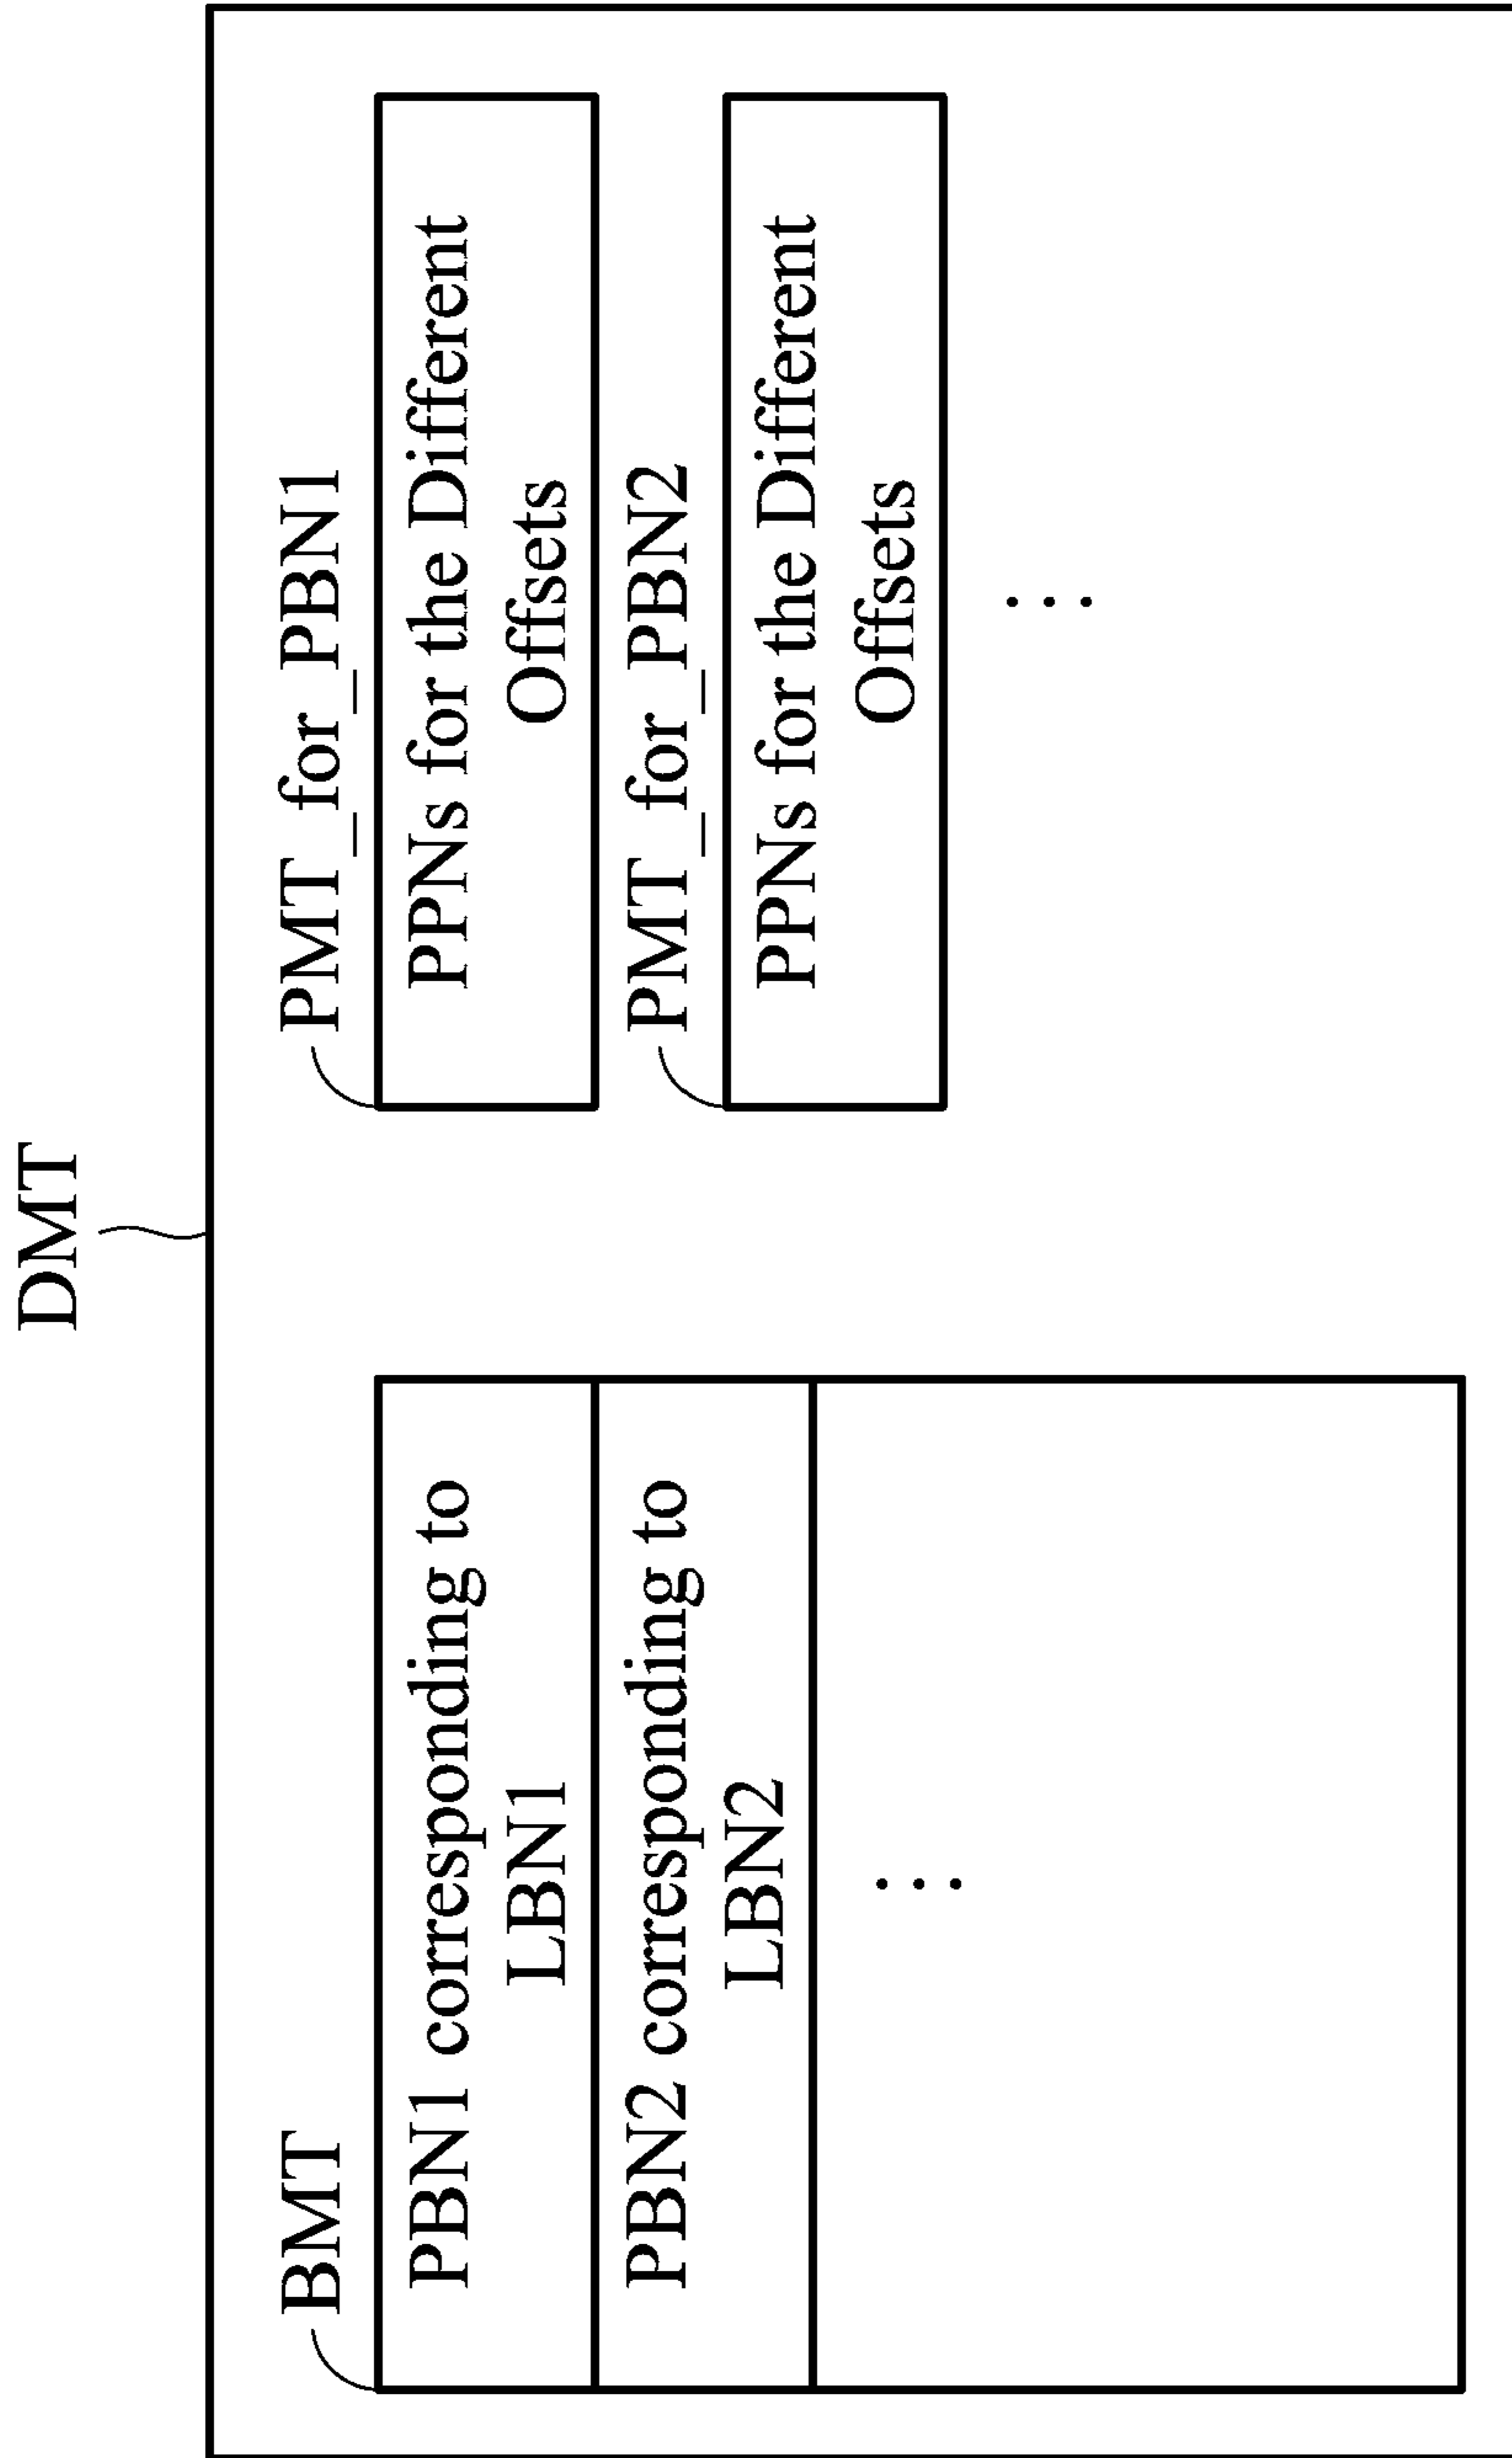 DMT
BMT
PBN1 corresponding to
LBN1
PBN2 corresponding to
LBN2
PMT_for_PBN1
PPNs for the Different
Offsets
PMT_for_PBN2
PPNs for the Different
Offsets